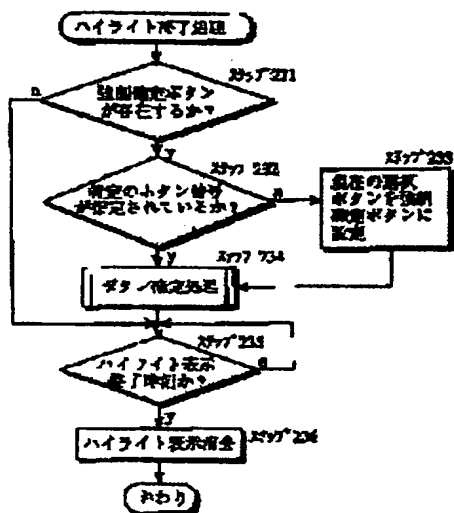 ハイライト終了処理
ステップ231
強制確定ボタン
が存在するか?
n
y
ステップ232
特定のボタン番号
が指定されているか?
n
y
ステップ233
現在の選択
ボタンを強制
確定ボタンに
設定
ステップ234
ボタン確定処理
ステップ235
ハイライト表示
終了時刻か?
n
y
ハイライト表示消去
ステップ236
おわり